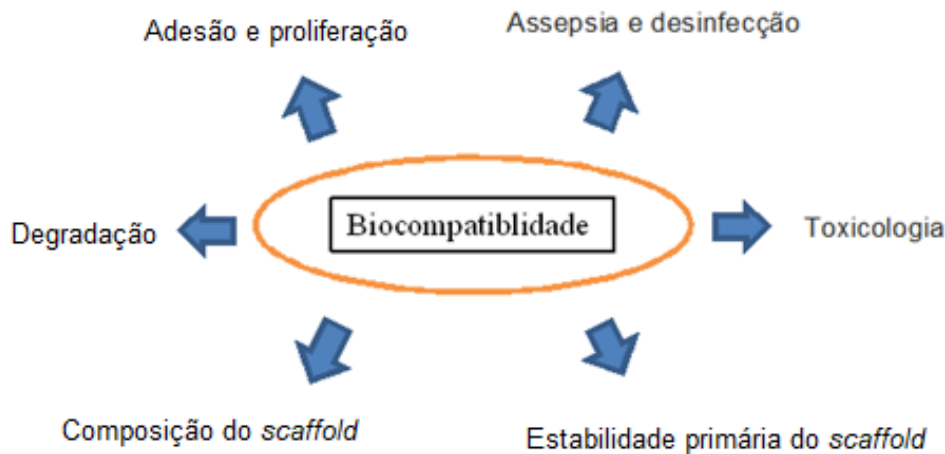 Adesão e proliferação
Assepsia e desinfecção
Degradação
Biocompatiblidade
Toxicologia
Composição do scaffold
Estabilidade primária do scaffold